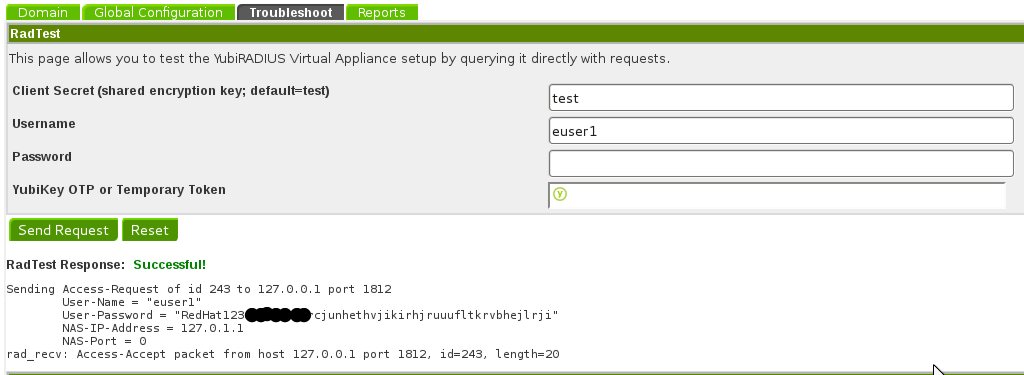 Domain Global Configuration Troubleshoot Reports
RadTest
This page allows you to test the YubiRADIUS Virtual Appliance setup by querying it directly with requests.
Client Secret (shared encryption key; default=test) test
Username euser1
Password
YubiKey OTP or Temporary Token
Send Request Reset
RadTest Response: Successful!
Sending Access-Request of id 243 to 127.0.0.1 port 1812
User-Name = "euser1"
User-Password = "RedHat123 rcjunhethvjikirhjruuufltkrvbhejlrji"
NAS-IP-Address = 127.0.1.1
NAS-Port = 0
rad_recv: Access-Accept packet from host 127.0.0.1 port 1812, id=243, length=20